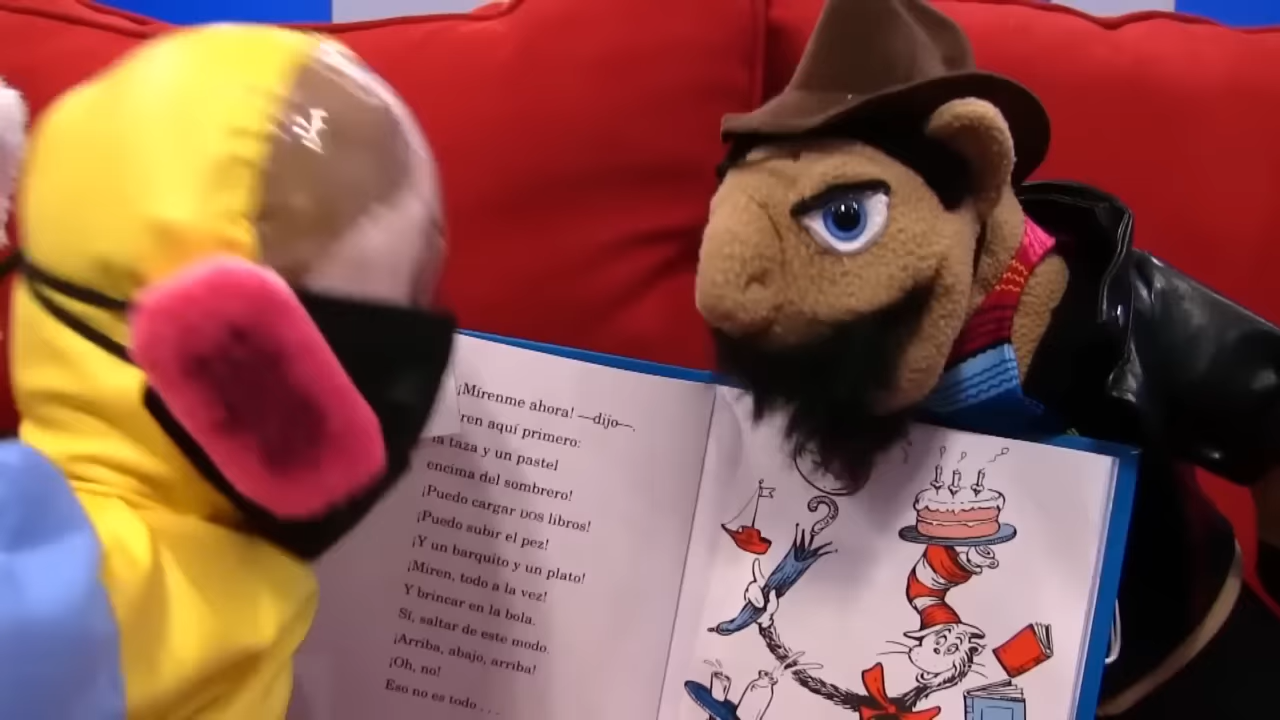 ¡Mírenme ahora! —dijo—.
ren aquí primero:
la taza y un pastel
encima del sombrero!
¡Puedo cargar DOS libros!
¡Puedo subir el pez!
¡Y un barquito y un plato!
¡Miren, todo a la vez!
Y brincar en la bola.
Sí, saltar de este modo.
¡Arriba, abajo, arriba!
¡Oh, no!
Eso no es todo . . .